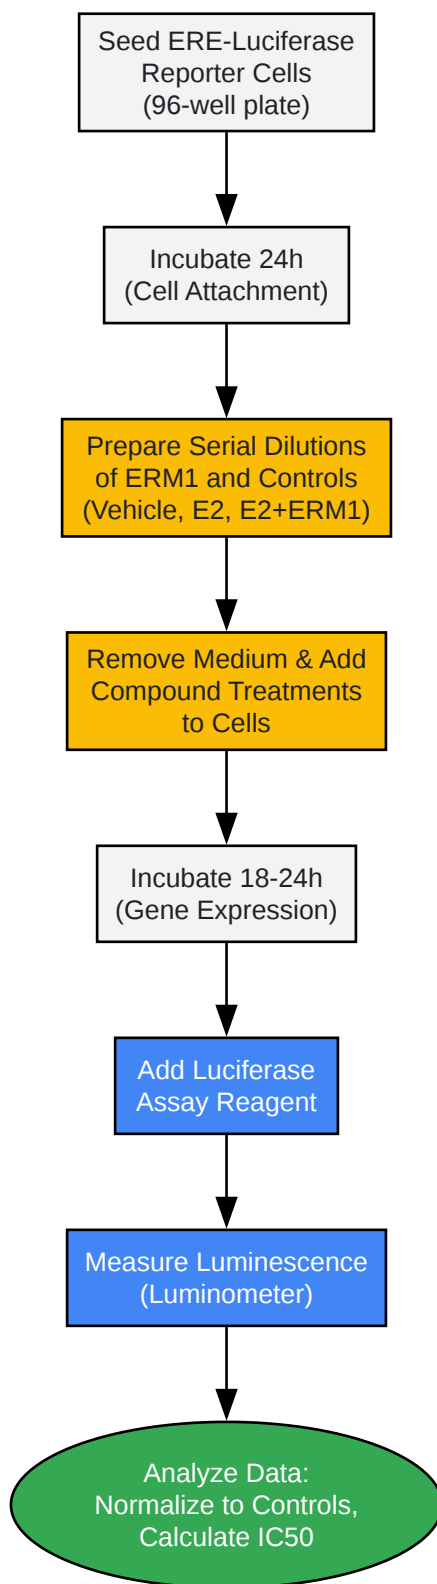 Seed ERE-Luciferase
Reporter Cells
(96-well plate)
Incubate 24h
(Cell Attachment)
Prepare Serial Dilutions
of ERM1 and Controls
(Vehicle, E2, E2+ERM1)
Remove Medium & Add
Compound Treatments
to Cells
Incubate 18-24h
(Gene Expression)
Add Luciferase
Assay Reagent
Measure Luminescence
(Luminometer)
Analyze Data:
Normalize to Controls,
Calculate IC50